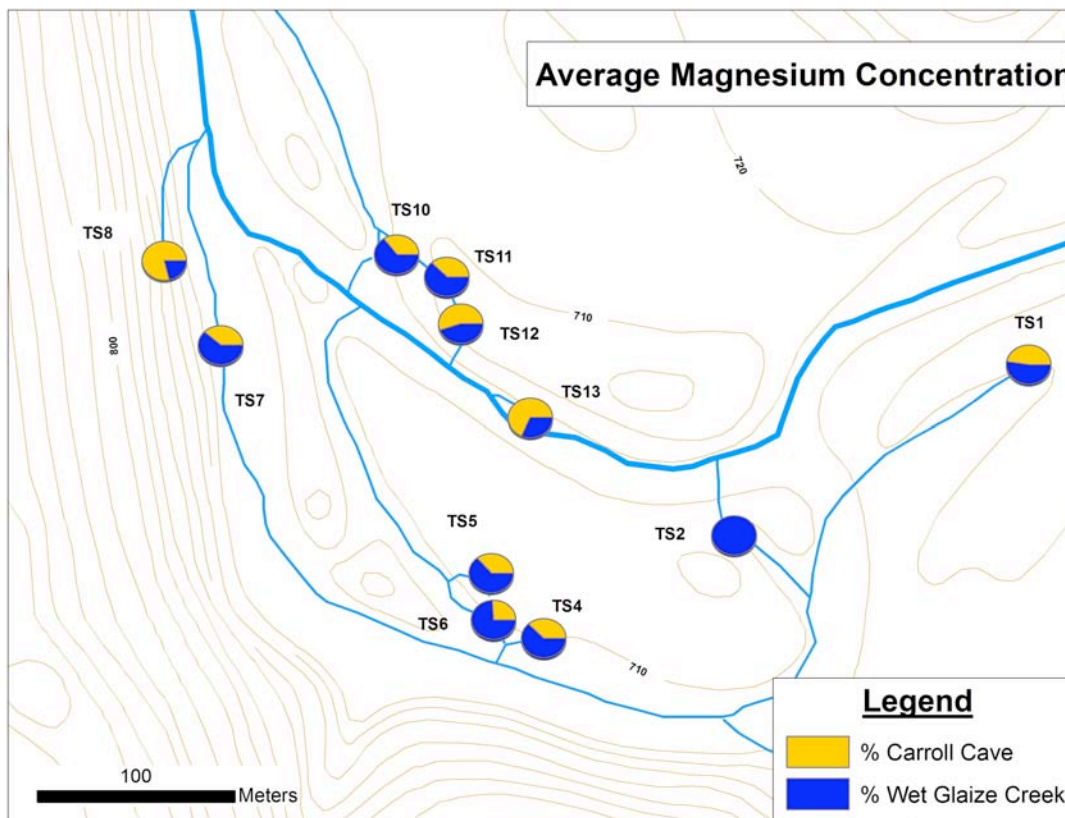 Average Magnesium Concentration
720
TS10
TS8
TS11
710
TS1
TS12
800
TS13
TS7
TS5
TS2
TS4
TS6
710
Legend
% Carroll Cave
% Wet Glaize Creek
100
Meters